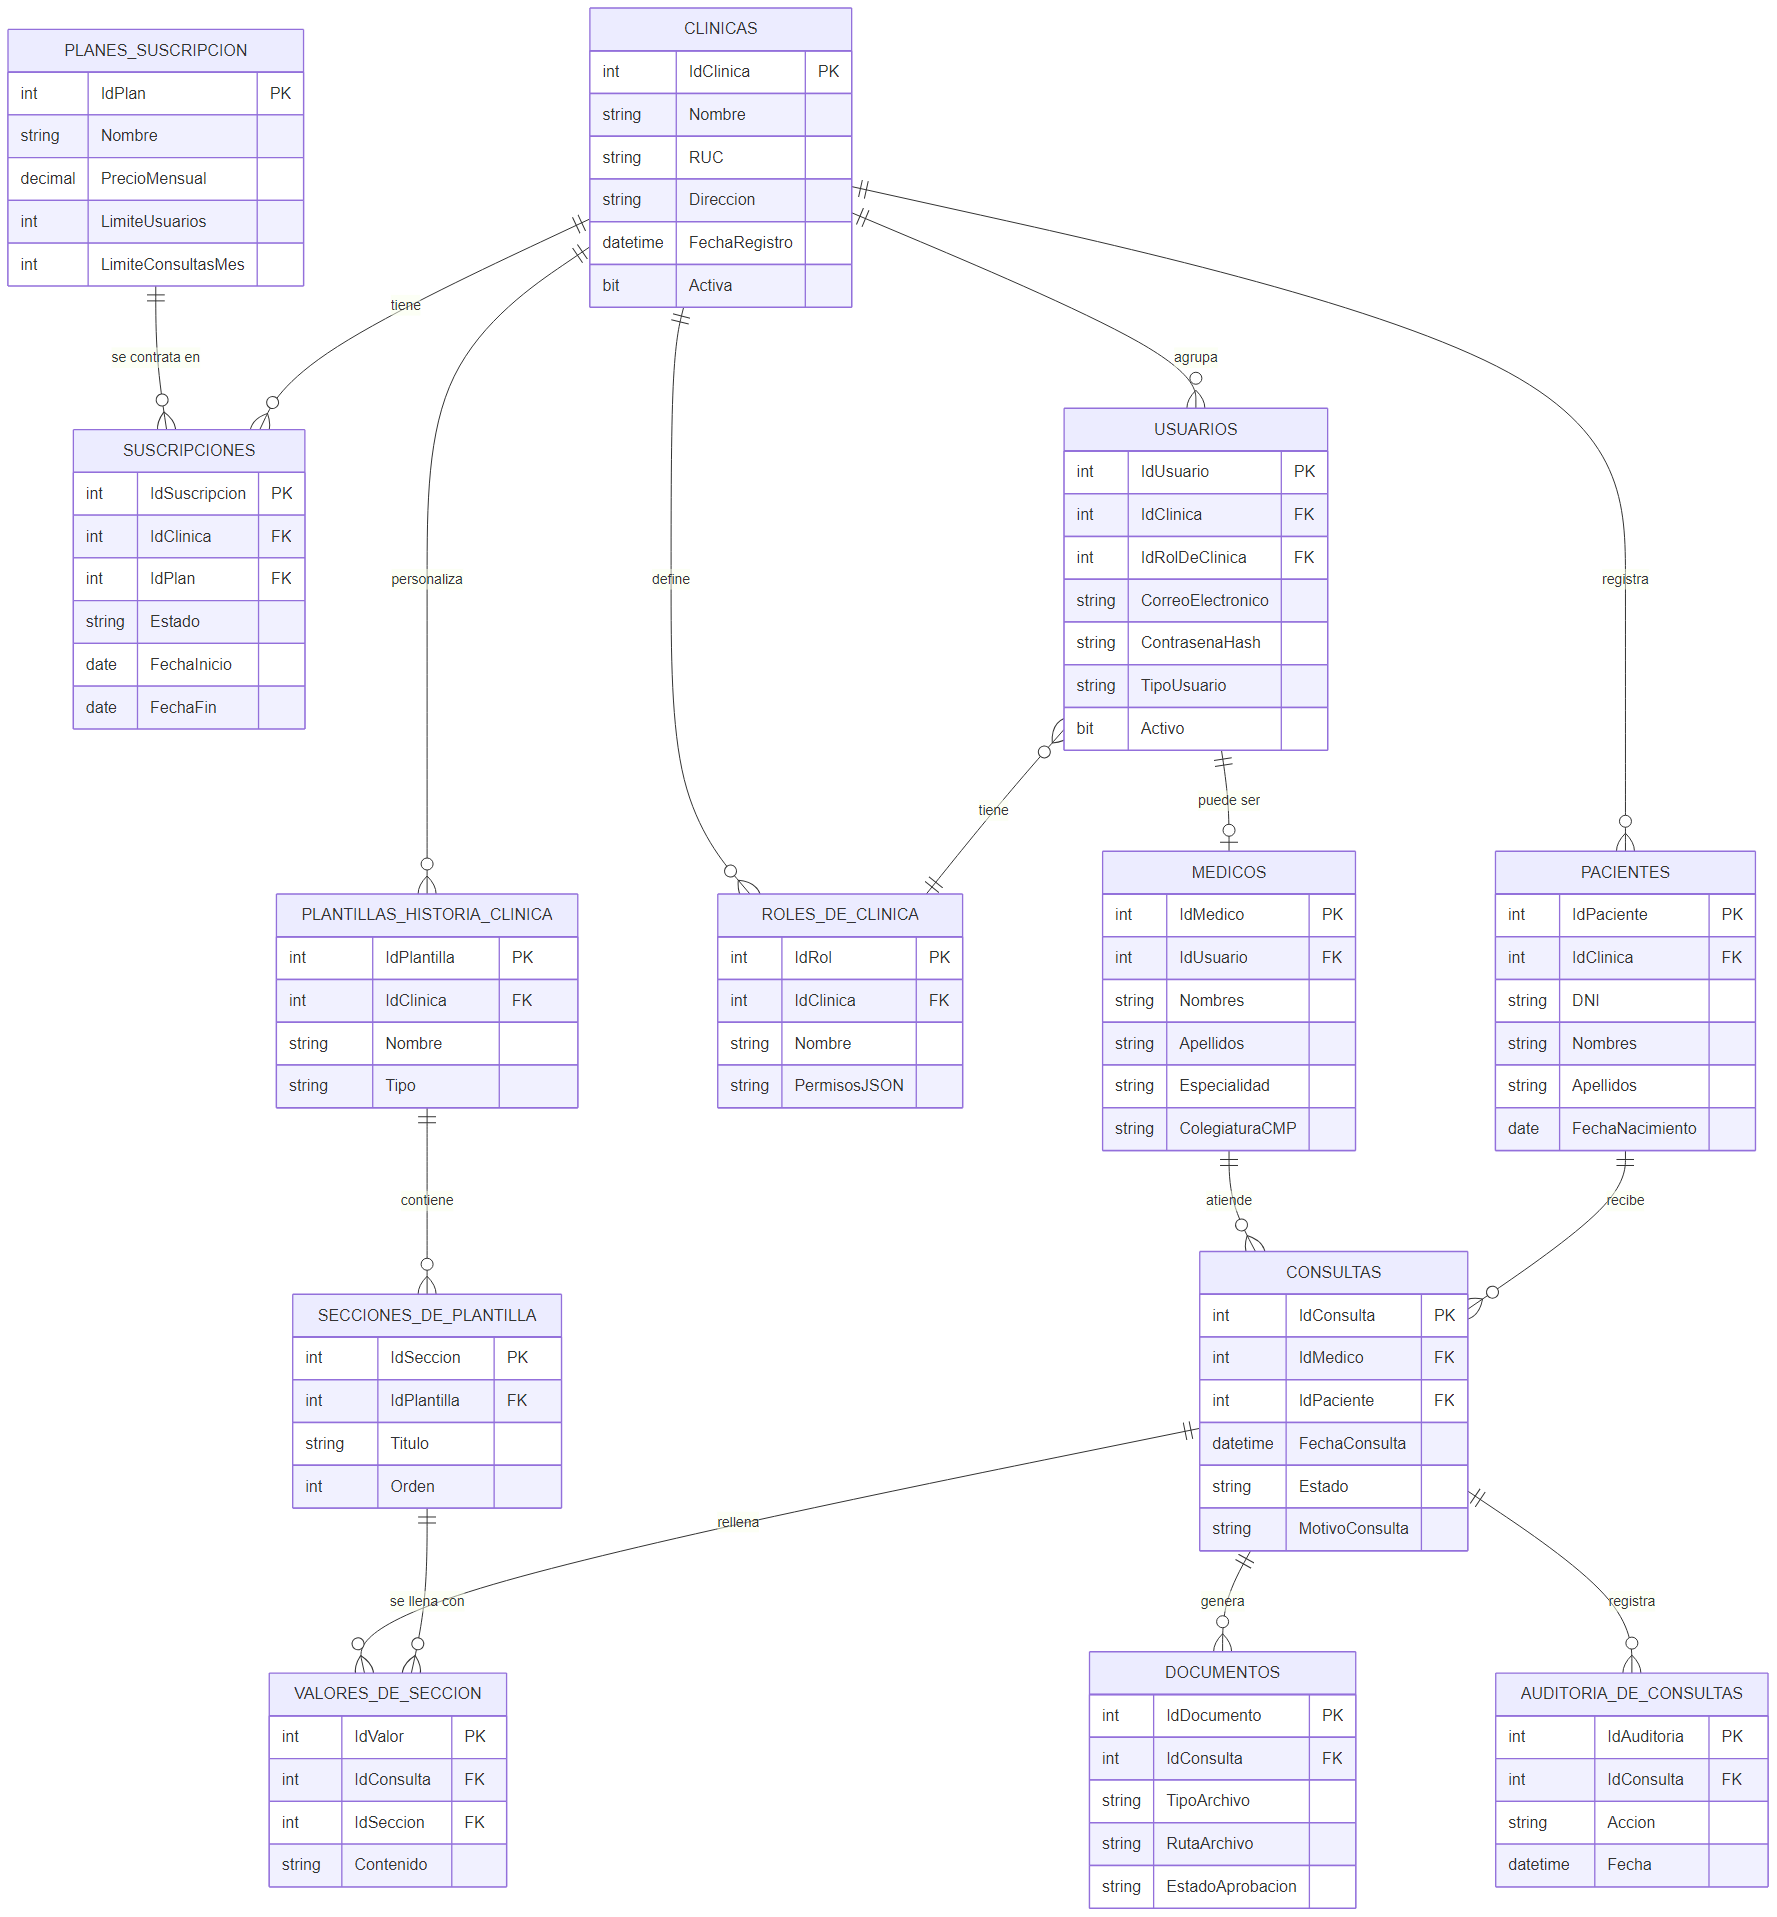 PLANES_SUSCRIPCION
int IdPlan PK
string Nombre
decimal PrecioMensual
int LimiteUsuarios
int LimiteConsultasMes
CLINICAS
int IdClinica PK
string Nombre
string RUC
string Direccion
datetime FechaRegistro
bit Activa
tiene
se contrata en
agrupa
SUSCRIPCIONES
int IdSuscripcion PK
int IdClinica FK
int IdPlan FK
string Estado
date FechaInicio
date FechaFin
personaliza
define
USUARIOS
int IdUsuario PK
int IdClinica FK
int IdRolDeClinica FK
string CorreoElectronico
string ContrasenaHash
string TipoUsuario
bit Activo
registra
tiene
puede ser
PLANTILLAS_HISTORIA_CLINICA
int IdPlantilla PK
int IdClinica FK
string Nombre
string Tipo
ROLES_DE_CLINICA
int IdRol PK
int IdClinica FK
string Nombre
string PermisosJSON
MEDICOS
int IdMedico PK
int IdUsuario FK
string Nombres
string Apellidos
string Especialidad
string ColegiaturaCMP
PACIENTES
int IdPaciente PK
int IdClinica FK
string DNI
string Nombres
string Apellidos
date FechaNacimiento
contiene
atiende
recibe
SECCIONES_DE_PLANTILLA
int IdSeccion PK
int IdPlantilla FK
string Titulo
int Orden
CONSULTAS
int IdConsulta PK
int IdMedico FK
int IdPaciente FK
datetime FechaConsulta
string Estado
string MotivoConsulta
rellena
se llena con
genera
registra
VALORES_DE_SECCION
int IdValor PK
int IdConsulta FK
int IdSeccion FK
string Contenido
DOCUMENTOS
int IdDocumento PK
int IdConsulta FK
string TipoArchivo
string RutaArchivo
string EstadoAprobacion
AUDITORIA_DE_CONSULTAS
int IdAuditoria PK
int IdConsulta FK
string Accion
datetime Fecha